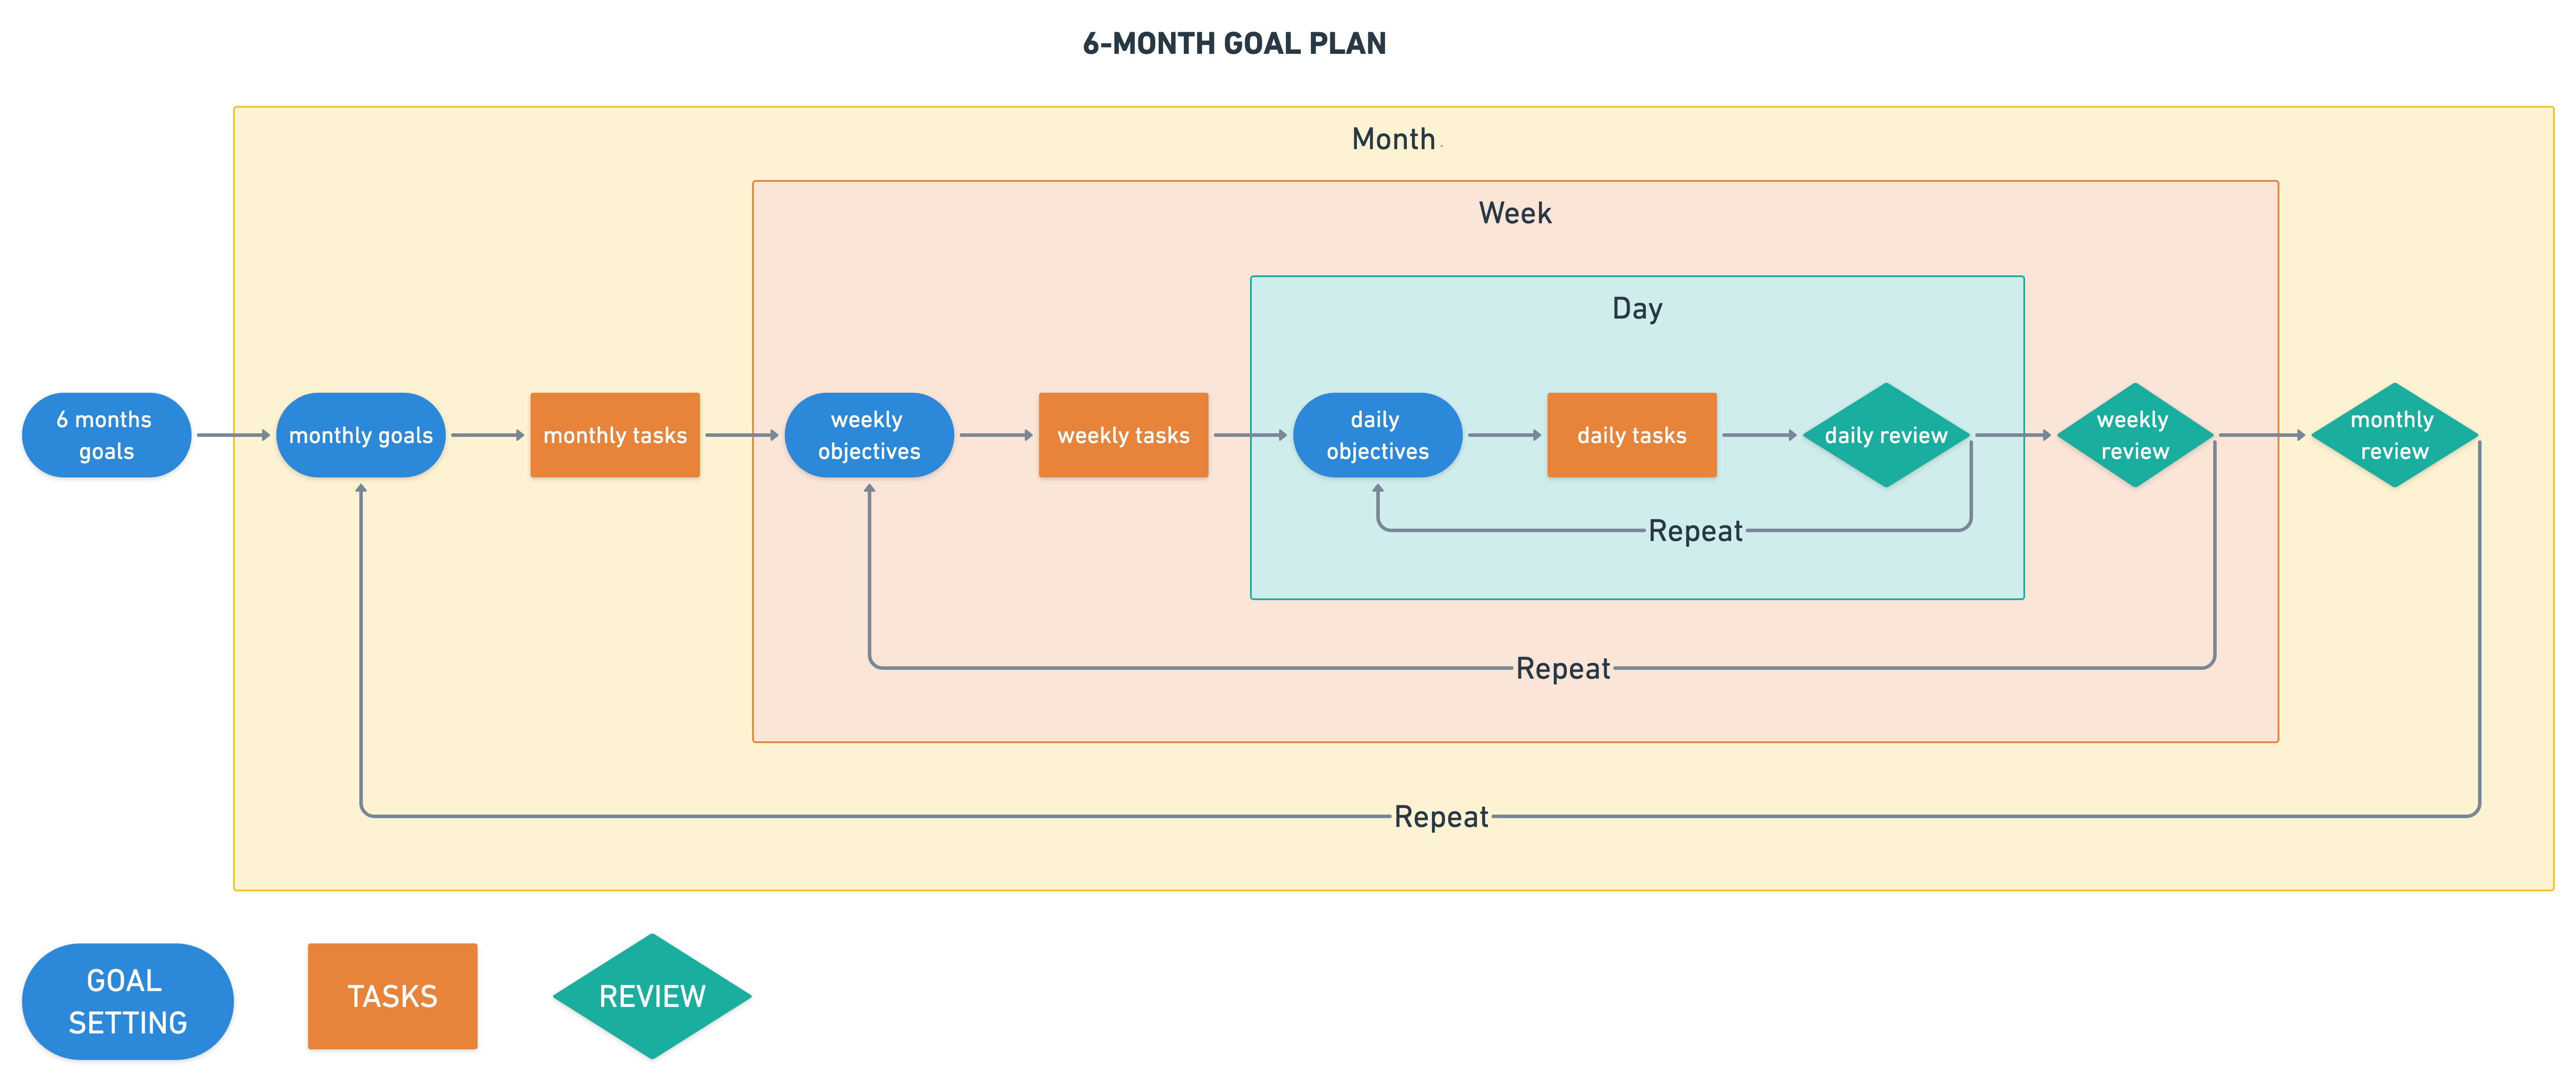 6-MONTH GOAL PLAN
Month
Week
Day
6 months
goals
monthly goals
monthly tasks
weekly
objectives
weekly tasks
daily
objectives
daily tasks
daily review
weekly
review
monthly
review
Repeat
Repeat
Repeat
GOAL
SETTING
TASKS
REVIEW